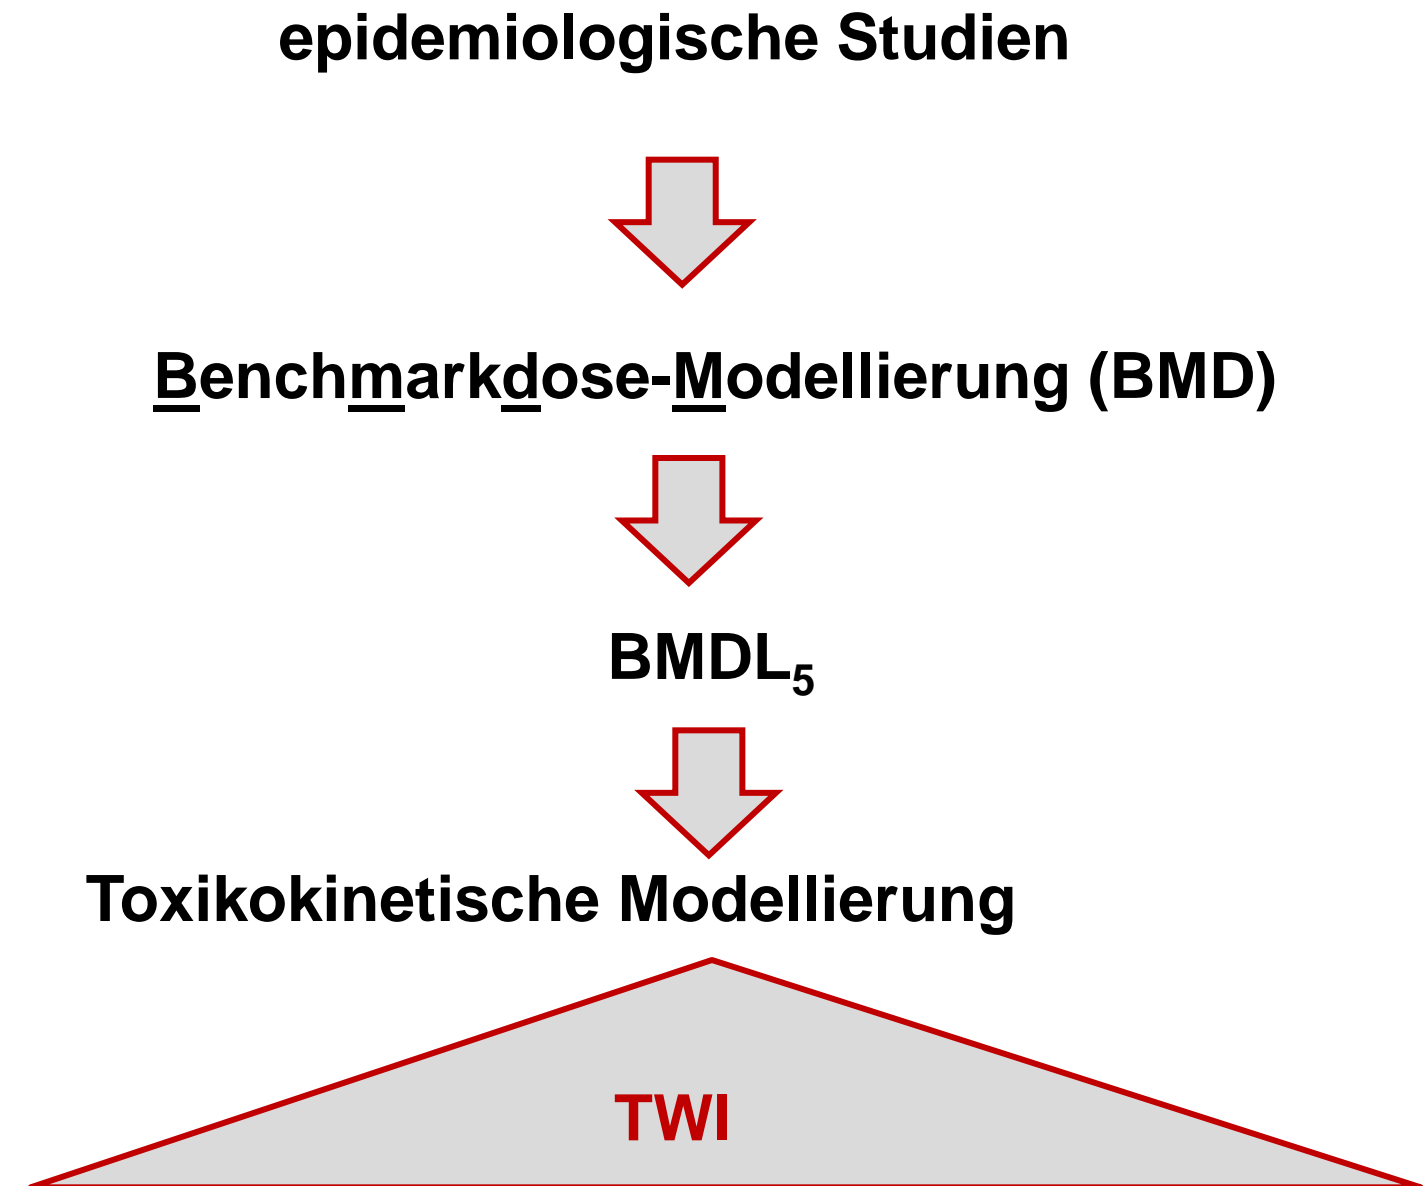 epidemiologische Studien
Benchmarkdose-Modellierung (BMD)
BMDL₅
Toxikokinetische Modellierung
TWI